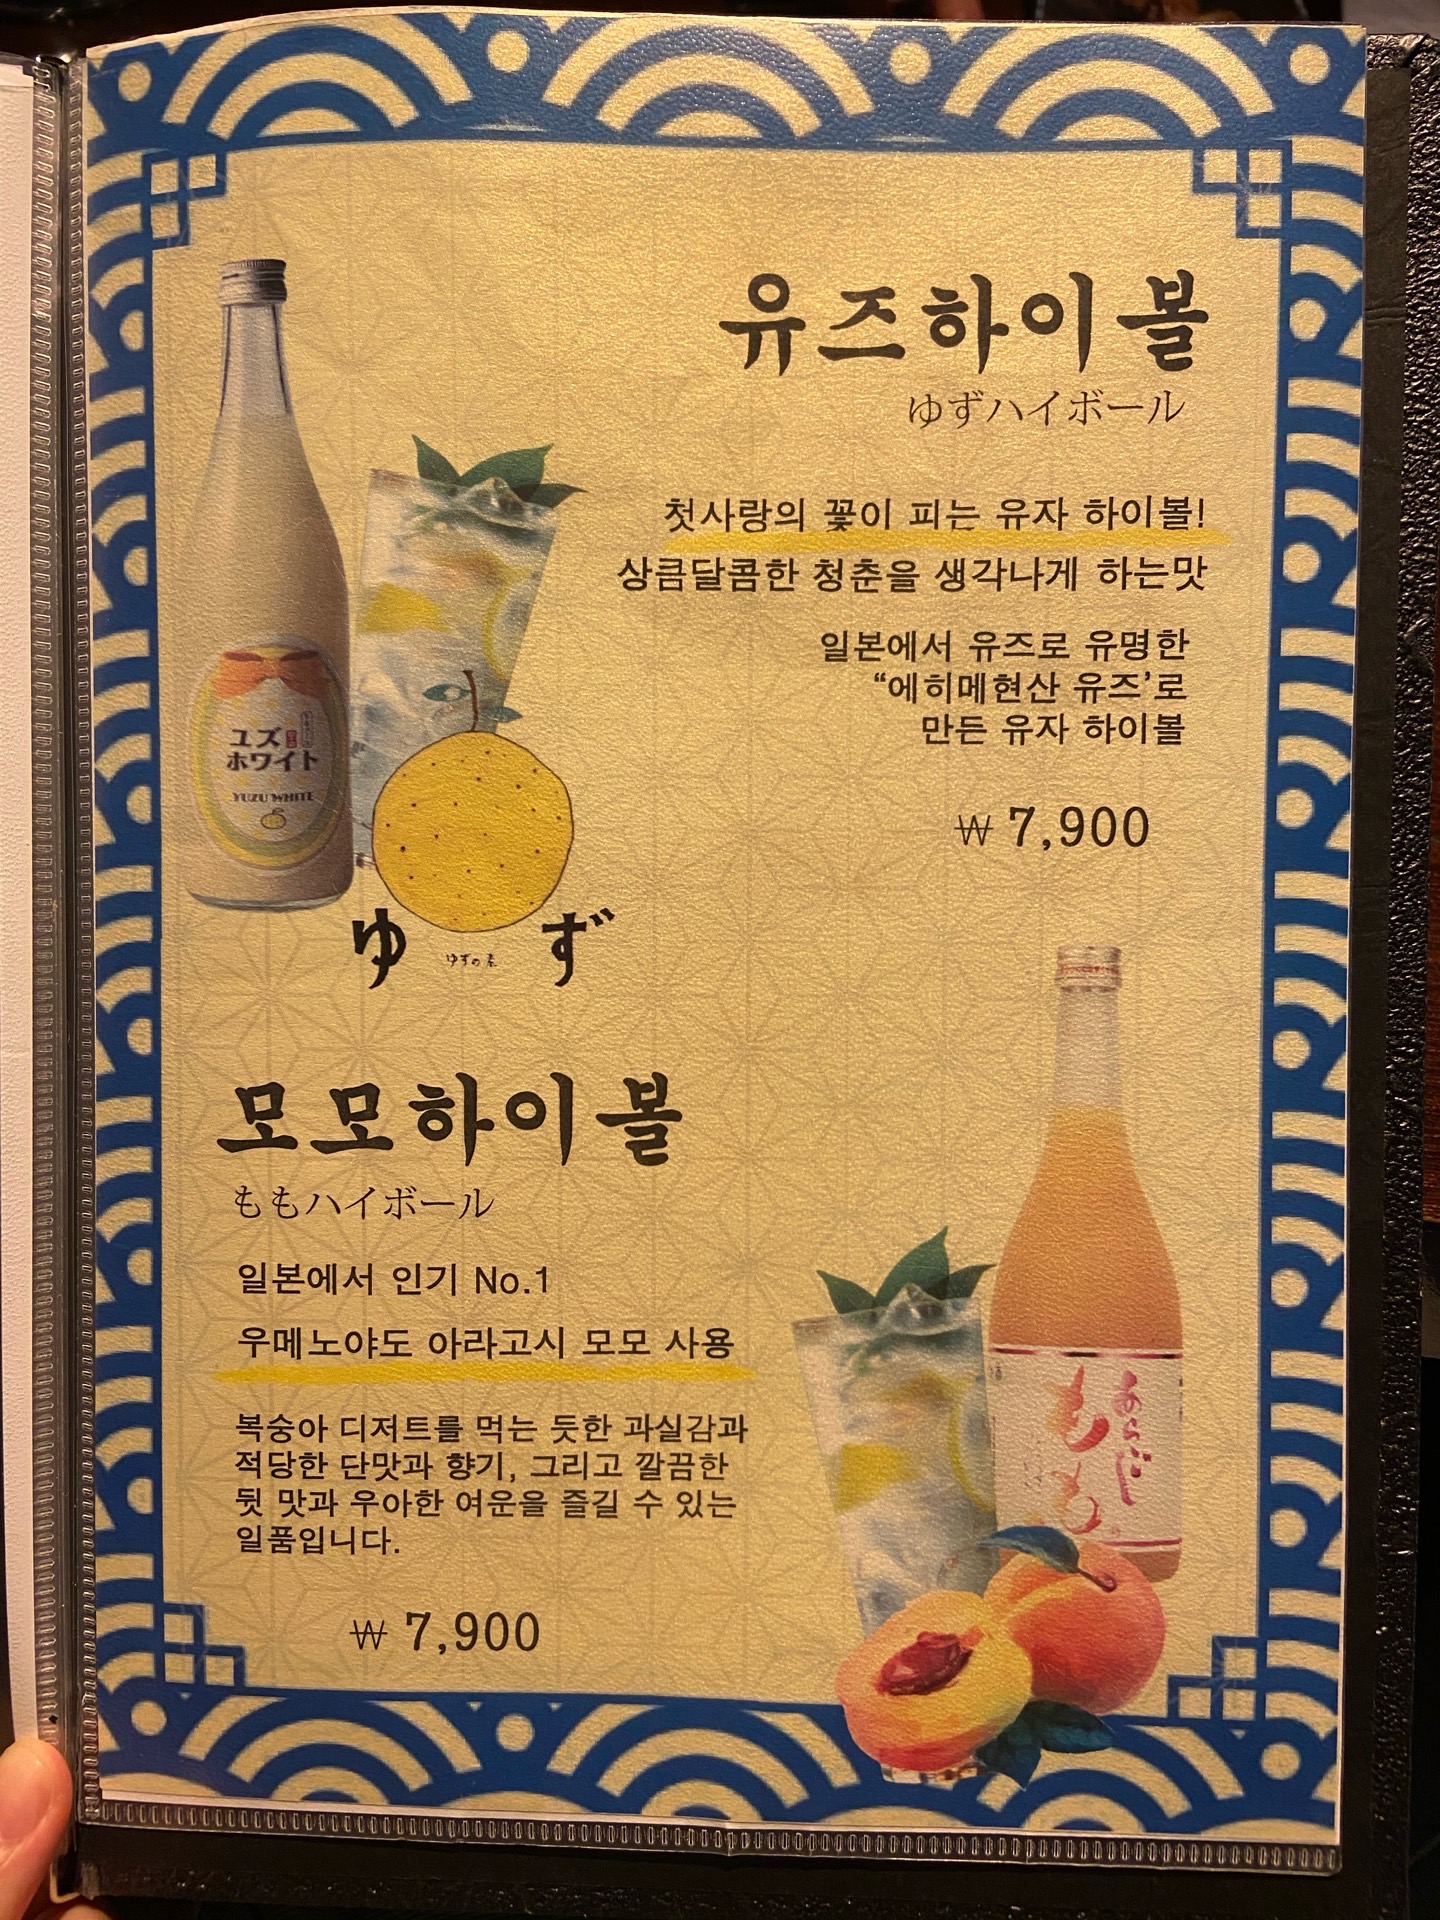 유즈하이볼
ゆずハイボール
첫사랑의 꽃이 피는 유자 하이볼!
상큼달콤한 청춘을 생각나게 하는맛
일본에서 유즈로 유명한
“에히메현산 유즈’로
만든 유자 하이볼
₩ 7,900
ユズ
ホワイト
YUZU WHITE
ゆず
ゆずの
모모하이볼
ももハイボール
일본에서 인기 No.1
우메노야도 아라고시 모모 사용
복숭아 디저트를 먹는 듯한 과실감과
적당한 단맛과 향기, 그리고 깔끔한
뒷 맛과 우아한 여운을 즐길 수 있는
일품입니다.
₩ 7,900
あらごし
もも